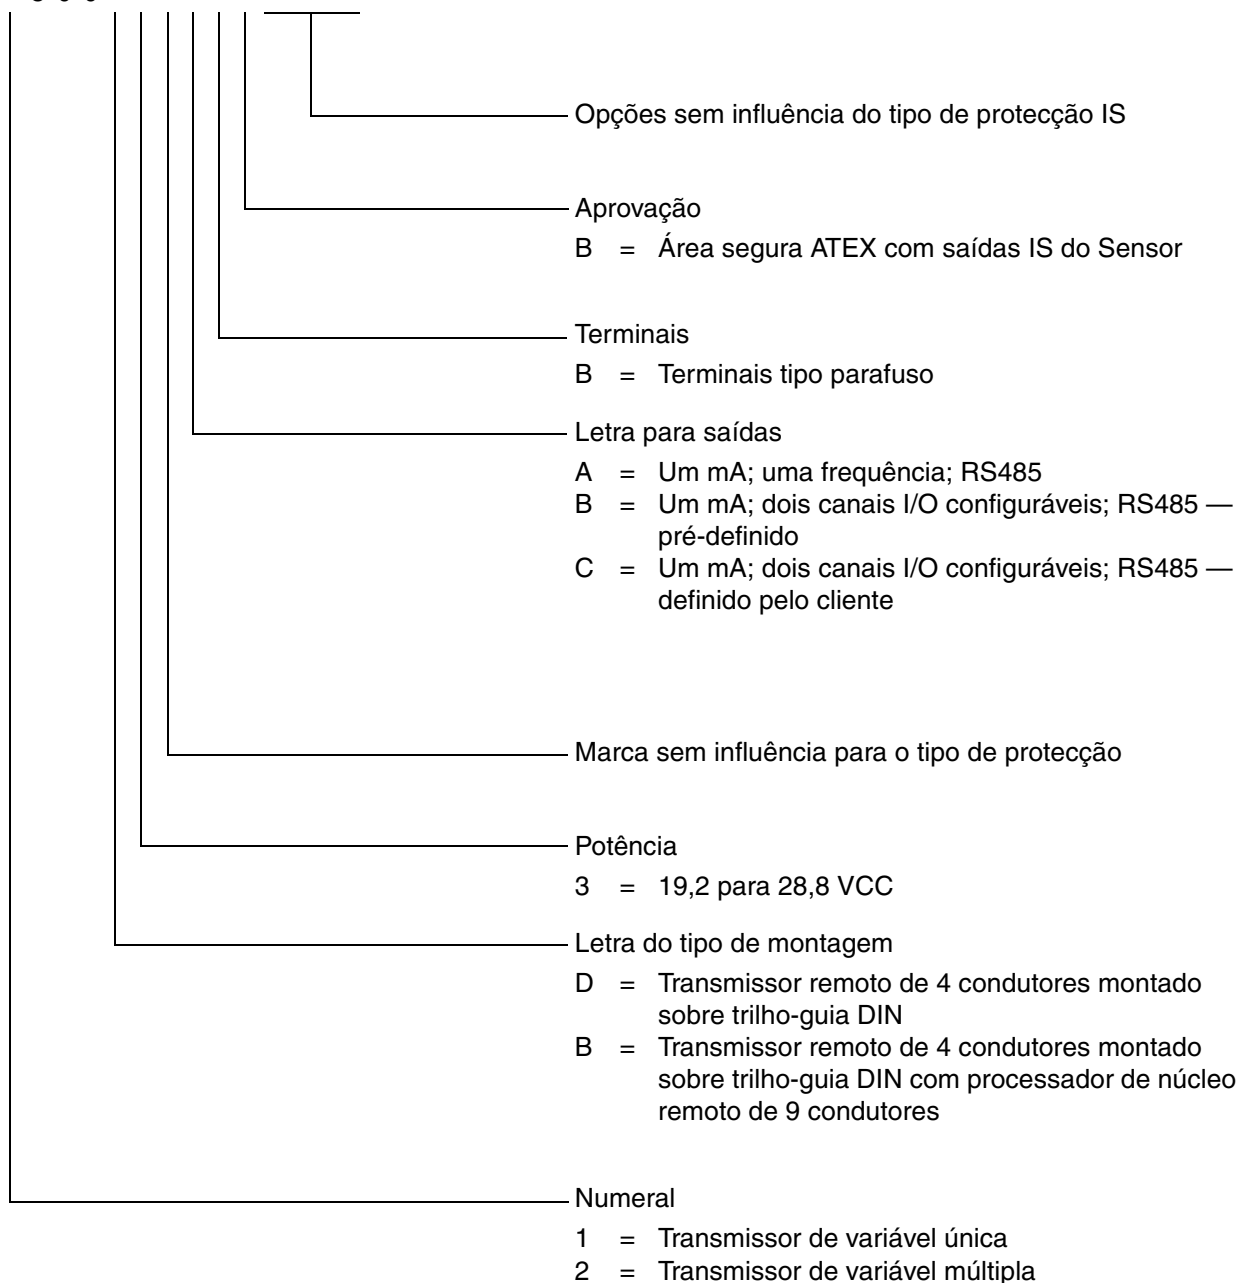 Opções sem influência do tipo de protecção IS
Aprovação
B = Área segura ATEX com saídas IS do Sensor
Terminais
B = Terminais tipo parafuso
Letra para saídas
A = Um mA; uma frequência; RS485
B = Um mA; dois canais I/O configuráveis; RS485 —
pré-definido
C = Um mA; dois canais I/O configuráveis; RS485 —
definido pelo cliente
Marca sem influência para o tipo de protecção
Potência
3 = 19,2 para 28,8 VCC
Letra do tipo de montagem
D = Transmissor remoto de 4 condutores montado
sobre trilho-guia DIN
B = Transmissor remoto de 4 condutores montado
sobre trilho-guia DIN com processador de núcleo
remoto de 9 condutores
Numeral
1 = Transmissor de variável única
2 = Transmissor de variável múltipla